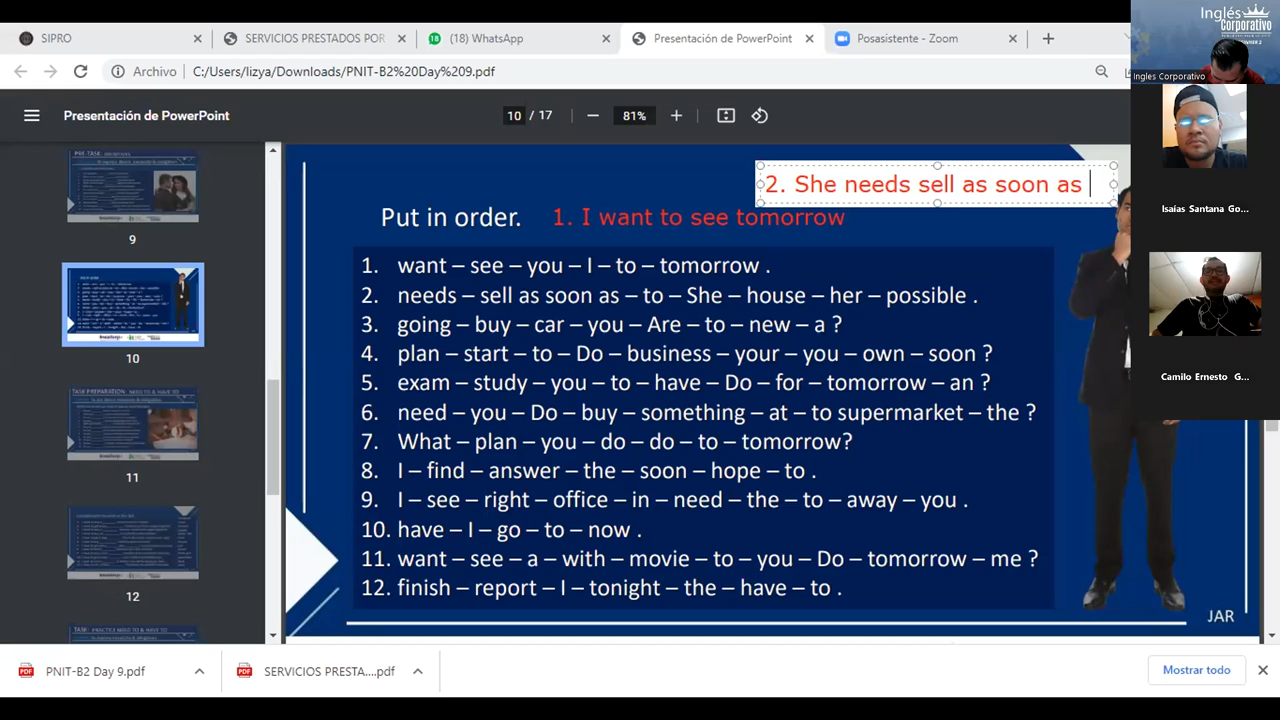 SIPRO
SERVICIOS PRESTADOS POR
(18) WhatsApp
Presentación de PowerPoint
Posasistente - Zoom
Archivo
C:/Users/lizya/Downloads/PNIT-B2%20Day%209.pdf
Presentación de PowerPoint
10 / 17
81%
9
10
11
12
2. She needs sell as soon as
Put in order.
1. I want to see tomorrow
1. want – see – you – I – to – tomorrow .
2. needs – sell as soon as – to – She – house – her – possible .
3. going – buy – car – you – Are – to – new – a ?
4. plan – start – to – Do – business – your – you – own – soon ?
5. exam – study – you – to – have – Do – for – tomorrow – an ?
6. need – you – Do – buy – something – at – to supermarket – the ?
7. What – plan – you – do – do – to – tomorrow?
8. I – find – answer – the – soon – hope – to .
9. I – see – right – office – in – need – the – to – away – you .
10. have – I – go – to – now .
11. want – see – a – with – movie – to – you – Do – tomorrow – me ?
12. finish – report – I – tonight – the – have – to .
JAR
Inglés
Corporativo
Ingles Corporativo
Isaías Santana Go...
Camilo Ernesto G...
PNIT-B2 Day 9.pdf
SERVICIOS PRESTA....pdf
Mostrar todo